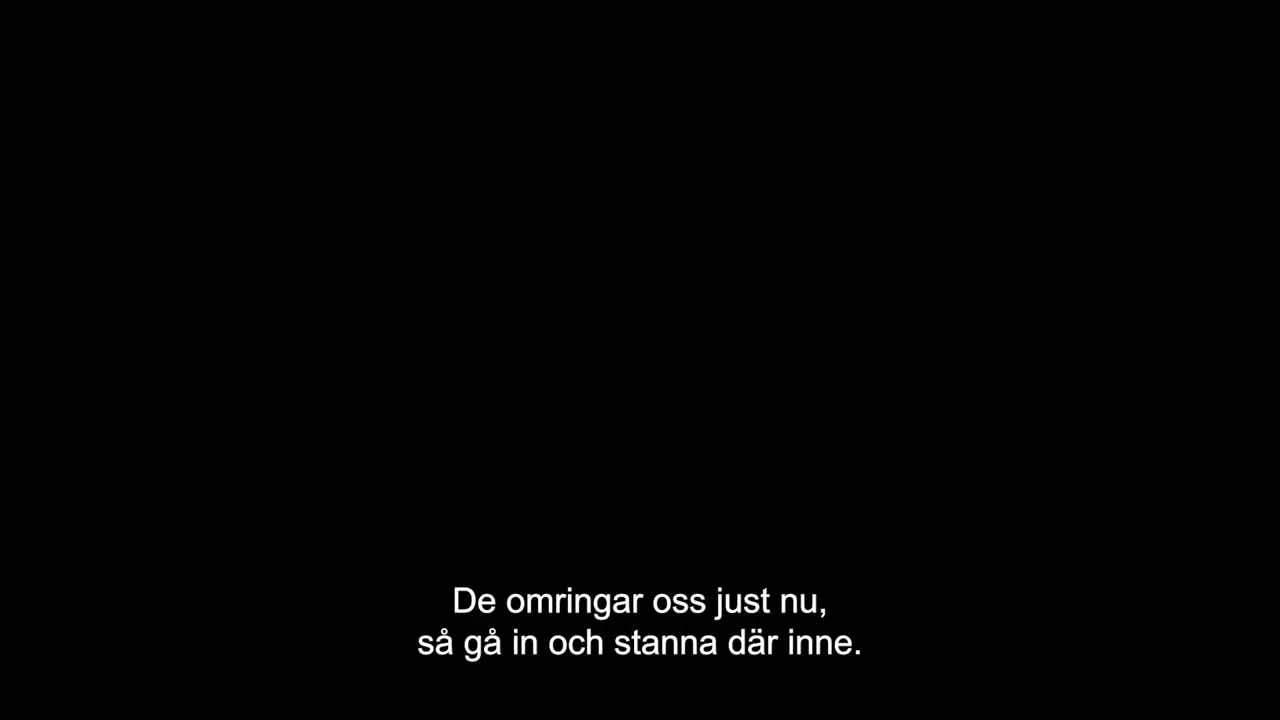 De omringar oss just nu,
så gå in och stanna där inne.